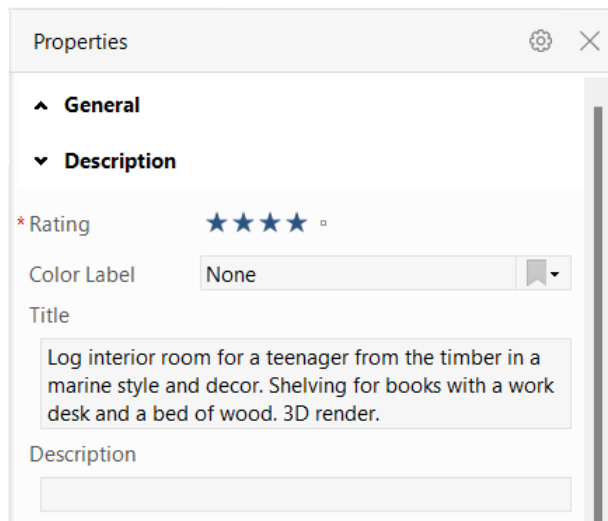 Properties
General
Description
* Rating
Color Label None
Title
Log interior room for a teenager from the timber in a
marine style and decor. Shelving for books with a work
desk and a bed of wood. 3D render.
Description